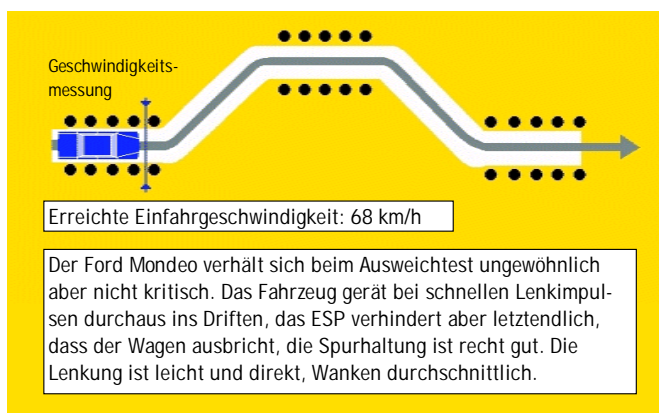 Geschwindigkeits-
messung
Erreichte Einfahrgeschwindigkeit: 68 km/h
Der Ford Mondeo verhält sich beim Ausweichtest ungewöhnlich
aber nicht kritisch. Das Fahrzeug gerät bei schnellen Lenkimpul-
sen durchaus ins Driften, das ESP verhindert aber letztendlich,
dass der Wagen ausbricht, die Spurhaltung ist recht gut. Die
Lenkung ist leicht und direkt, Wanken durchschnittlich.